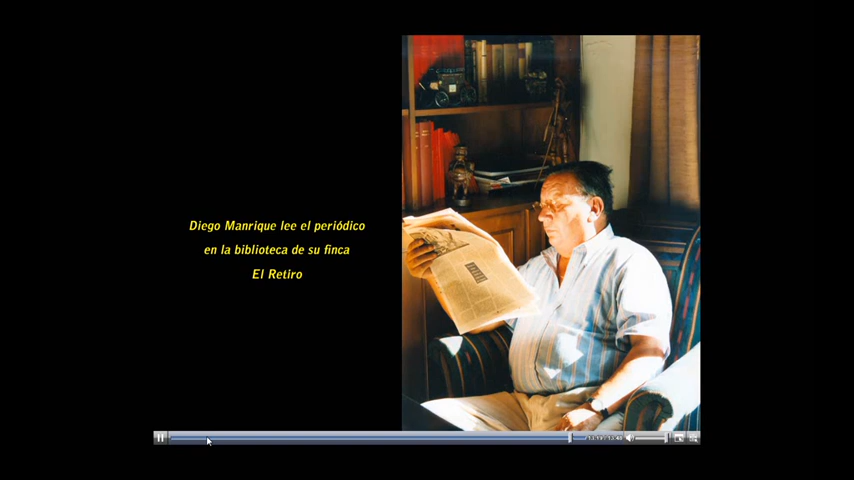 Diego Manrique lee el periódico
en la biblioteca de su finca
El Retiro